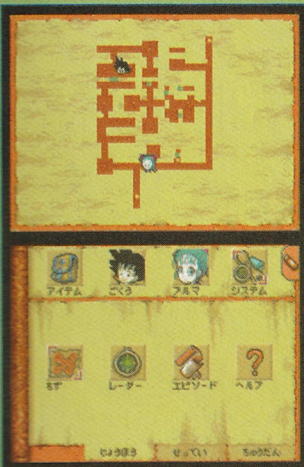 アイテム ごくう ブルマ システム
ちず レーダー エピソード ヘルプ
じょうほう せってい ちゅうだん